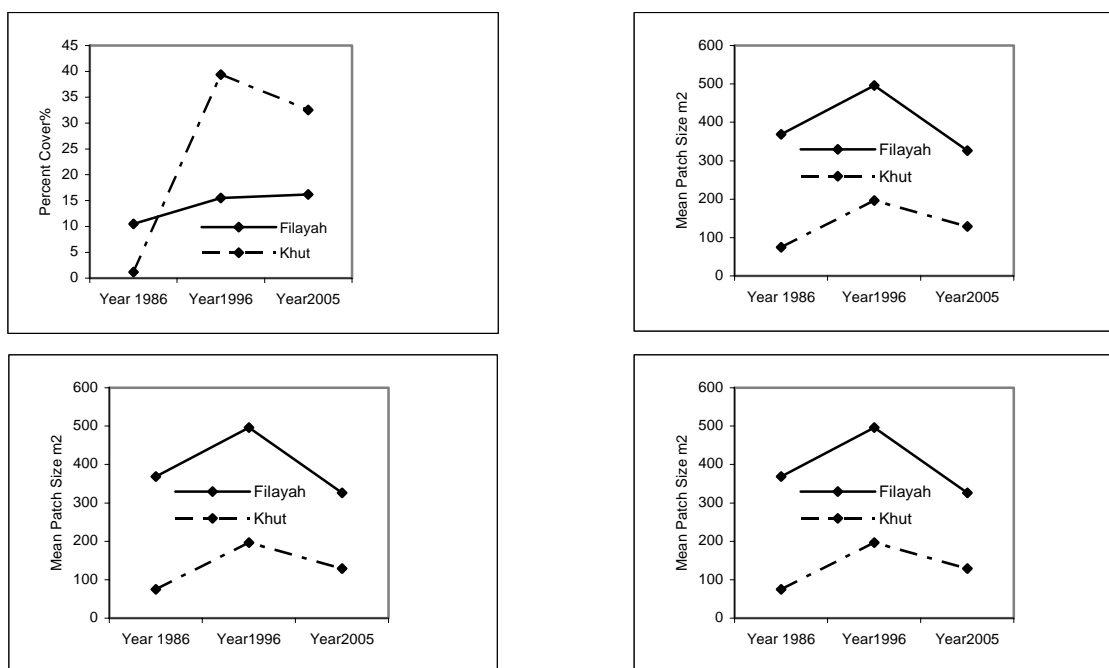 Percent Cover%
45
40
35
30
25
20
15
10
5
0
Filayah
Khut
Year 1986 Year1996 Year2005
Mean Patch Size m2
600
500
400
300
200
100
0
Filayah
Khut
Year 1986 Year1996 Year2005
Mean Patch Size m2
600
500
400
300
200
100
0
Filayah
Khut
Year 1986 Year1996 Year2005
Mean Patch Size m2
600
500
400
300
200
100
0
Filayah
Khut
Year 1986 Year1996 Year2005